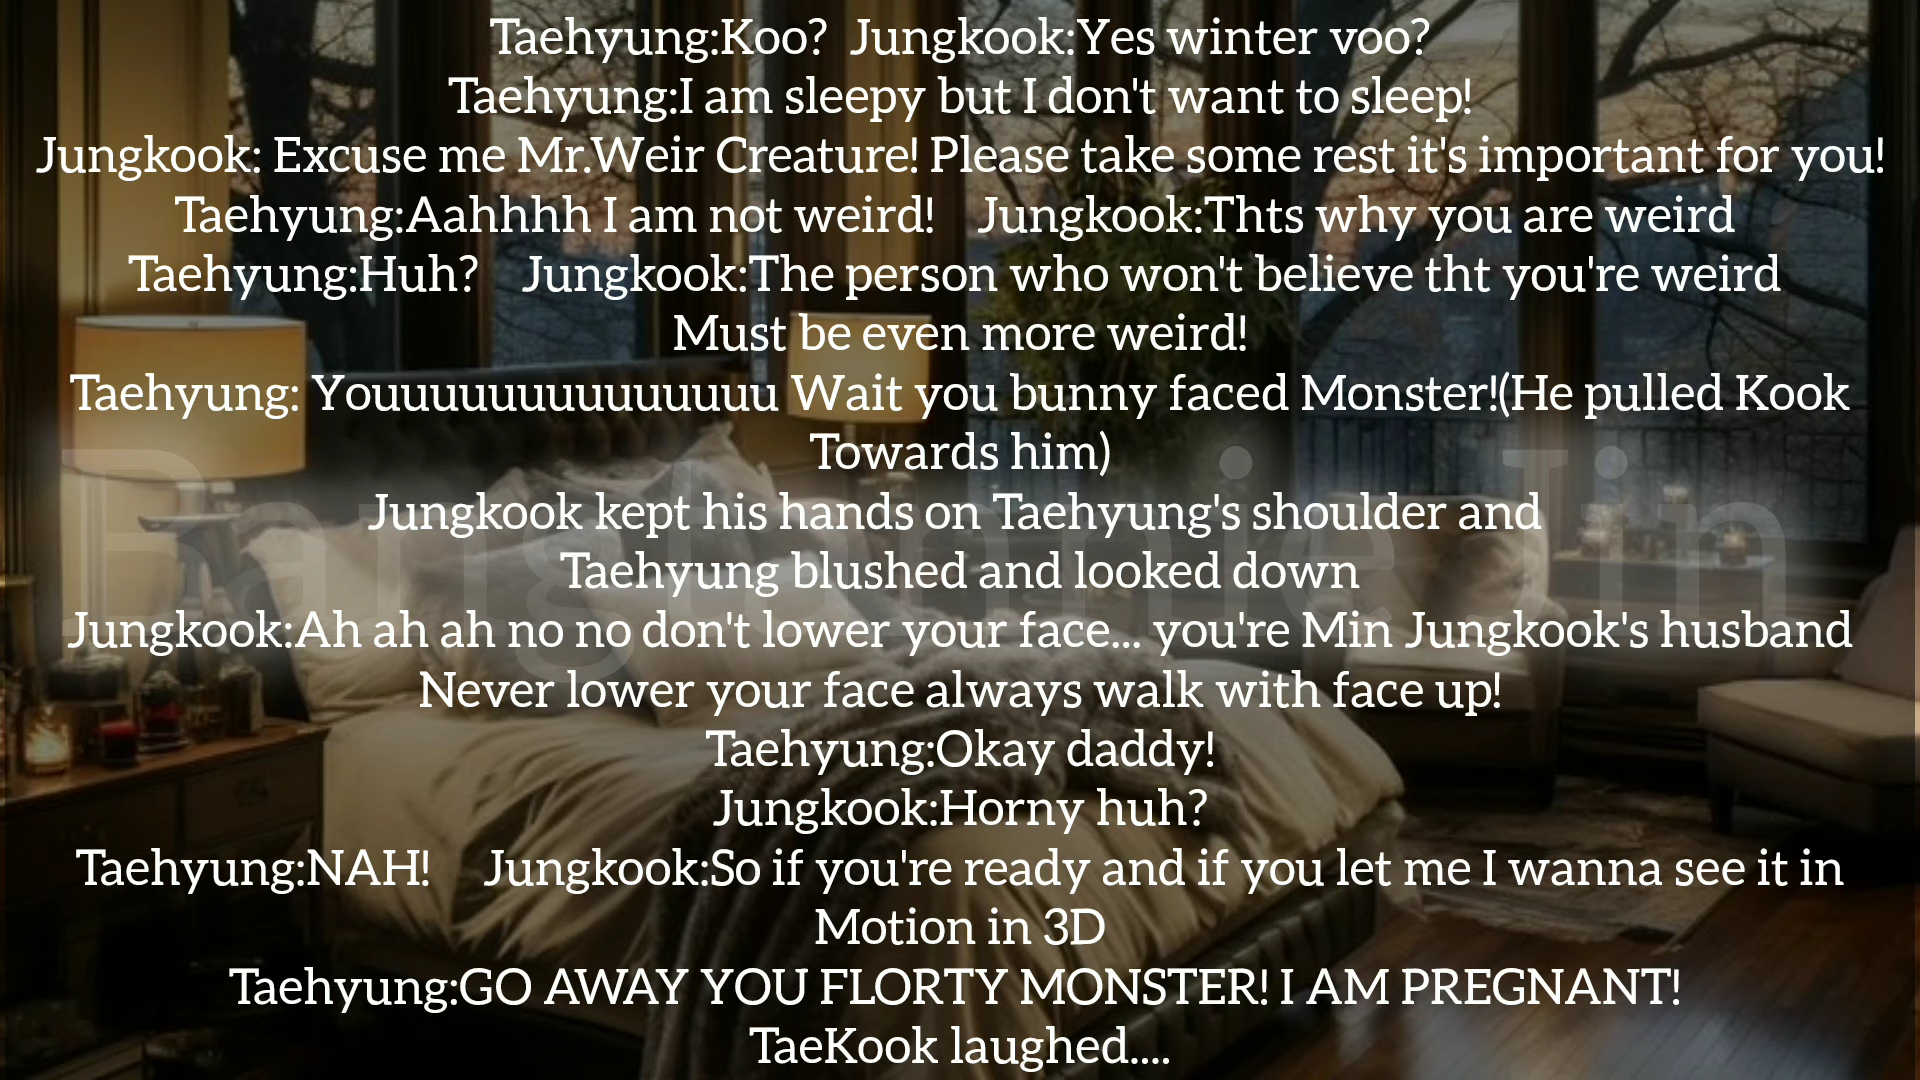 Taehyung:Koo?  Jungkook:Yes winter voo?
Taehyung:I am sleepy but I don't want to sleep!
Jungkook: Excuse me Mr.Weir Creature! Please take some rest it's important for you!
Taehyung:Aahhhh I am not weird!    Jungkook:Thts why you are weird
Taehyung:Huh?    Jungkook:The person who won't believe tht you're weird
Must be even more weird!
Taehyung: Youuuuuuuuuuuuuuu Wait you bunny faced Monster!(He pulled Kook
Towards him)
Jungkook kept his hands on Taehyung's shoulder and
Taehyung blushed and looked down
Jungkook:Ah ah ah no no don't lower your face... you're Min Jungkook's husband
Never lower your face always walk with face up!
Taehyung:Okay daddy!
Jungkook:Horny huh?
Taehyung:NAH!     Jungkook:So if you're ready and if you let me I wanna see it in
Motion in 3D
Taehyung:GO AWAY YOU FLORTY MONSTER! I AM PREGNANT!
TaeKook laughed....
Bangtannie Jin